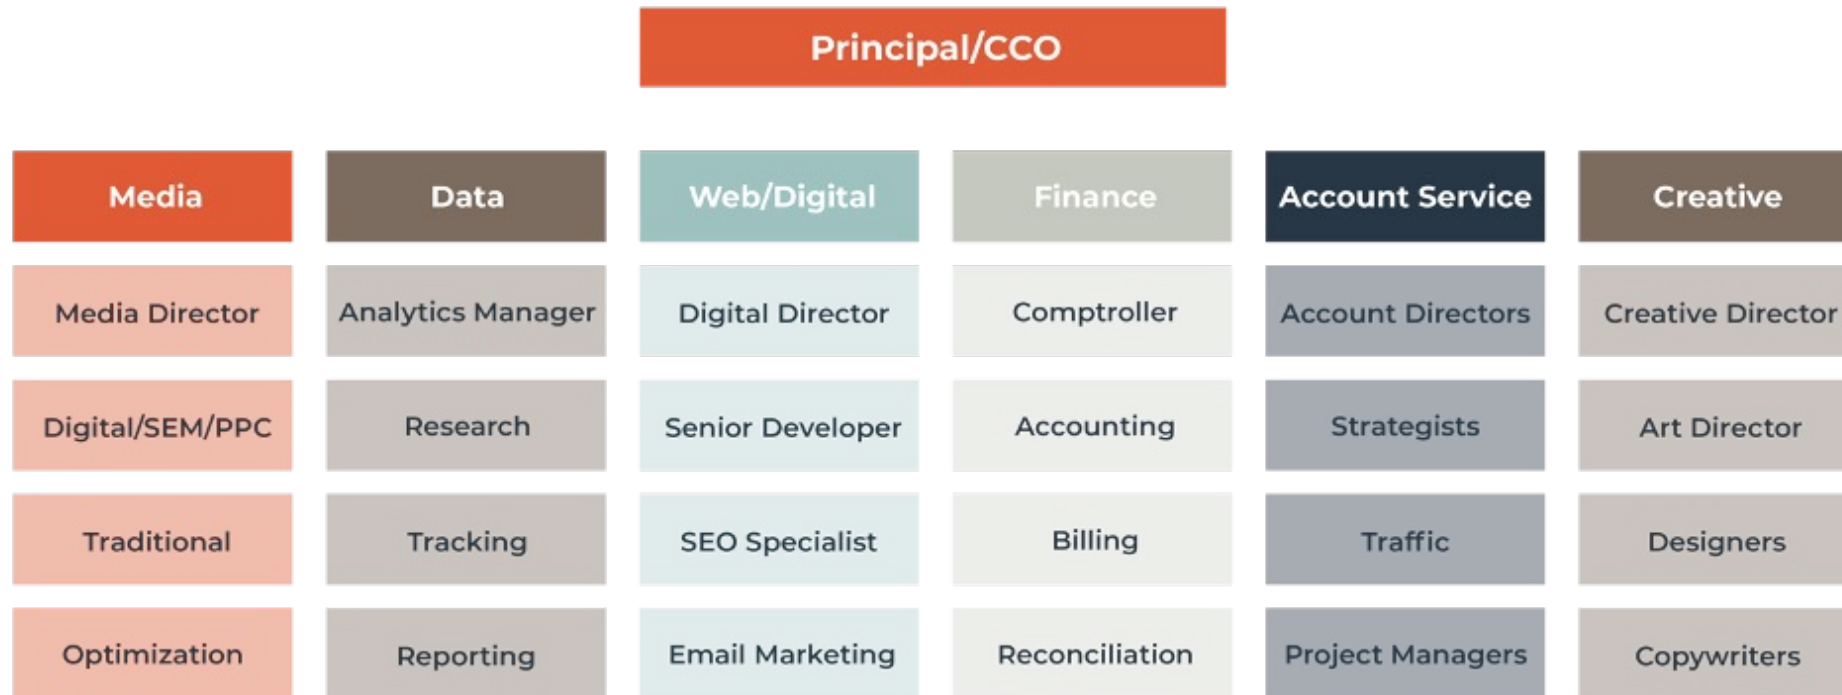 Principal/CCO
Media
Data
Web/Digital
Finance
Account Service
Creative
Media Director
Analytics Manager
Digital Director
Comptroller
Account Directors
Creative Director
Digital/SEM/PPC
Research
Senior Developer
Accounting
Strategists
Art Director
Traditional
Tracking
SEO Specialist
Billing
Traffic
Designers
Optimization
Reporting
Email Marketing
Reconciliation
Project Managers
Copywriters